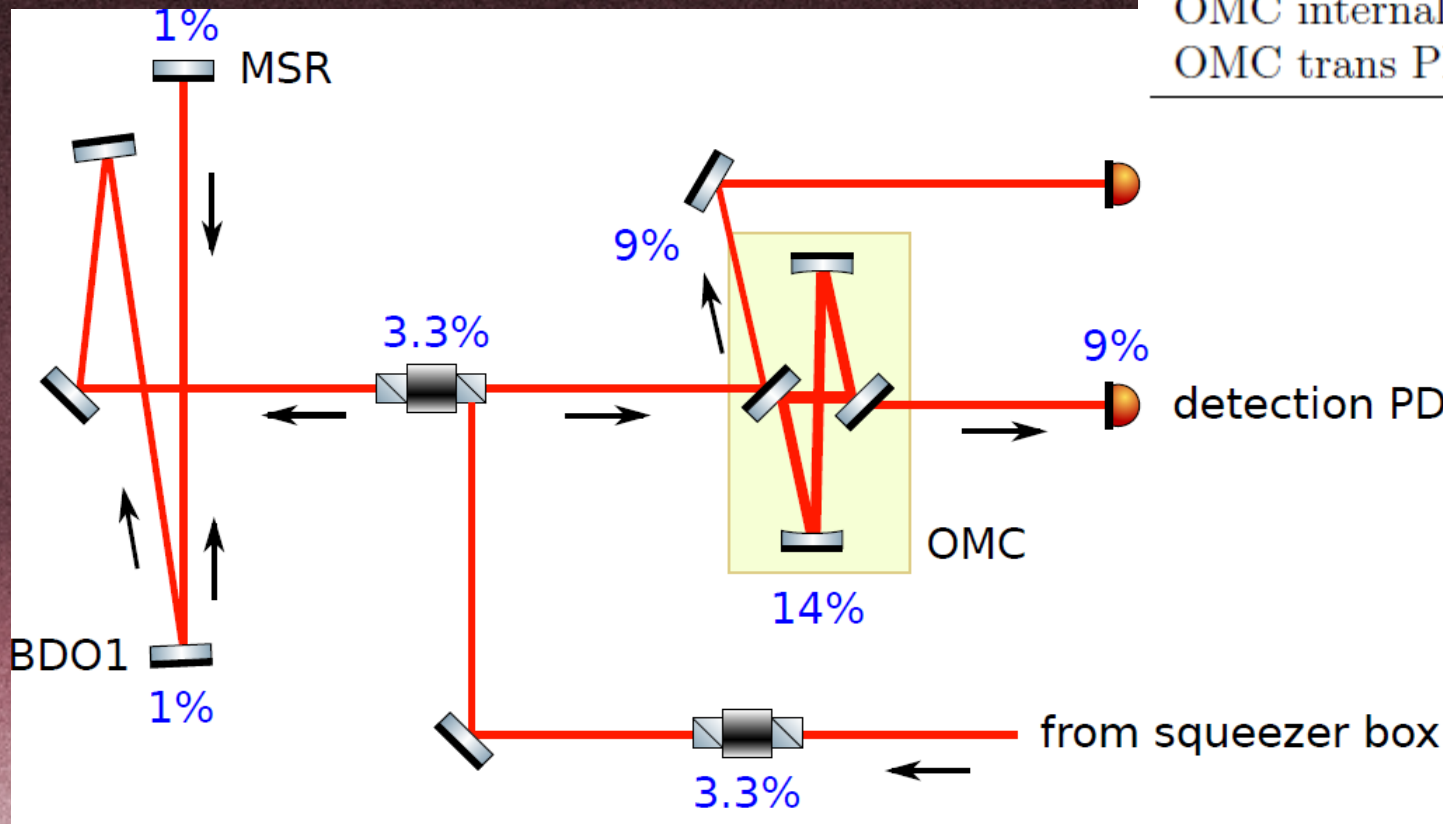 OMC internal
OMC trans
1%
MSR
9%
3.3%
9%
detection PD
OMC
14%
BDO1
1%
from squeezer box
3.3%